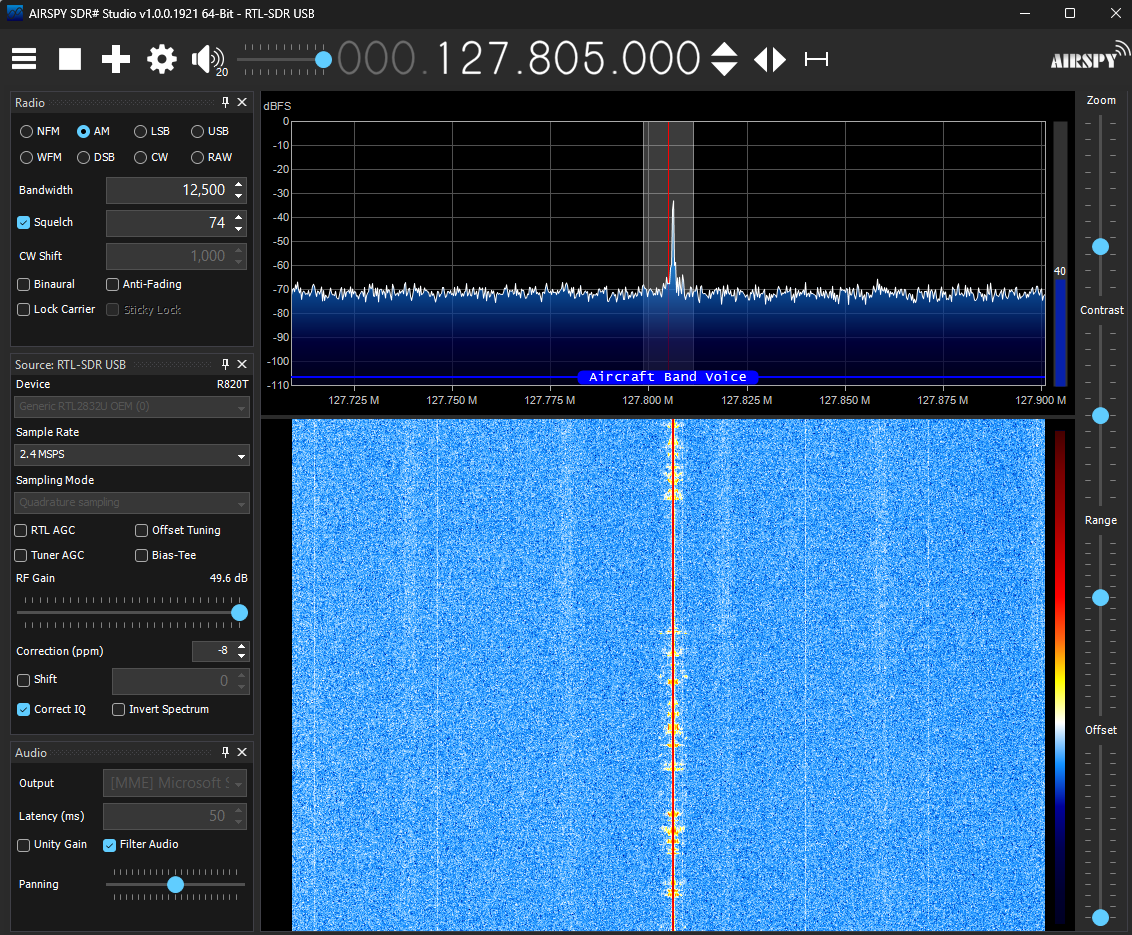 AIRSPY SDR# Studio v1.0.0.1921 64-Bit - RTL-SDR USB
20
000.127.805.000
AIRSPY
Radio
NFM AM LSB USB
WFM DSB CW RAW
Bandwidth 12,500
Squelch 74
CW Shift 1,000
Binaural Anti-Fading
Lock Carrier Sticky Lock
Source: RTL-SDR USB
Device R820T
Generic RTL2832U OEM (0)
Sample Rate
2.4 MSPS
Sampling Mode
Quadrature sampling
RTL AGC Offset Tuning
Tuner AGC Bias-Tee
RF Gain 49.6 dB
Correction (ppm) -8
Shift 0
Correct IQ Invert Spectrum
Audio
Output [MME] Microsoft S
Latency (ms) 50
Unity Gain Filter Audio
Panning
dBFS
0
-10
-20
-30
-40
-50
-60
-70
-80
-90
-100
-110
Aircraft Band Voice
127.725 M 127.750 M 127.775 M 127.800 M 127.825 M 127.850 M 127.875 M 127.900 M
40
Zoom
Contrast
Range
Offset